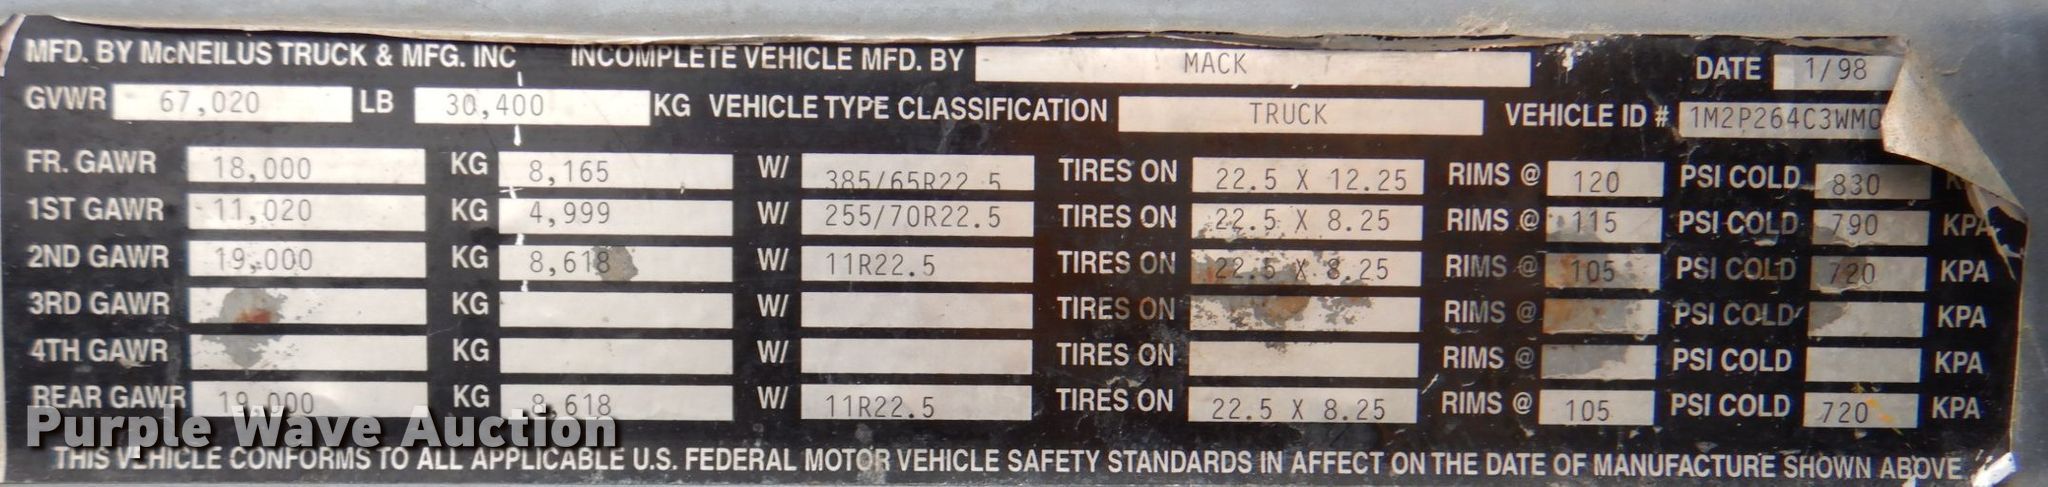 MFD. BY McNEILUS TRUCK & MFG. INC INCOMPLETE VEHICLE MFD. BY MACK DATE 1/98
GVWR 67,020 LB 30,400 KG VEHICLE TYPE CLASSIFICATION TRUCK VEHICLE ID # 1M2P264C3WM0
FR. GAWR 18,000 KG 8,165 W/ 385/65R22.5 TIRES ON 22.5 X 12.25 RIMS @ 120 PSI COLD 830
1ST GAWR 11,020 KG 4,999 W/ 255/70R22.5 TIRES ON 22.5 X 8.25 RIMS @ 115 PSI COLD 790 KPA
2ND GAWR 19,000 KG 8,618 W/ 11R22.5 TIRES ON 22.5 X 8.25 RIMS @ 105 PSI COLD 720 KPA
3RD GAWR KG W/ TIRES ON RIMS @ PSI COLD KPA
4TH GAWR KG W/ TIRES ON RIMS @ PSI COLD KPA
REAR GAWR 19,000 KG 8,618 W/ 11R22.5 TIRES ON 22.5 X 8.25 RIMS @ 105 PSI COLD 720 KPA
Purple Wave Auction
THIS VEHICLE CONFORMS TO ALL APPLICABLE U.S. FEDERAL MOTOR VEHICLE SAFETY STANDARDS IN AFFECT ON THE DATE OF MANUFACTURE SHOWN ABOVE